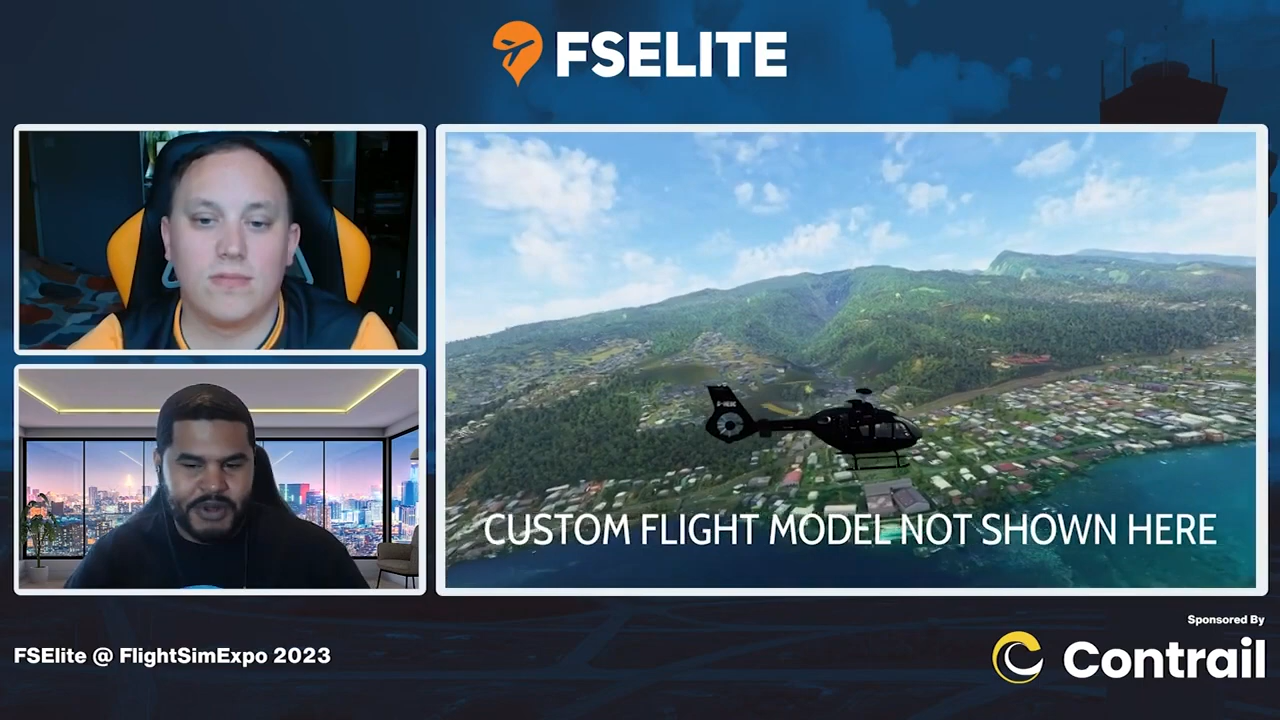 FSELITE
CUSTOM FLIGHT MODEL NOT SHOWN HERE
FSElite @ FlightSimExpo 2023
Sponsored By
Contrail